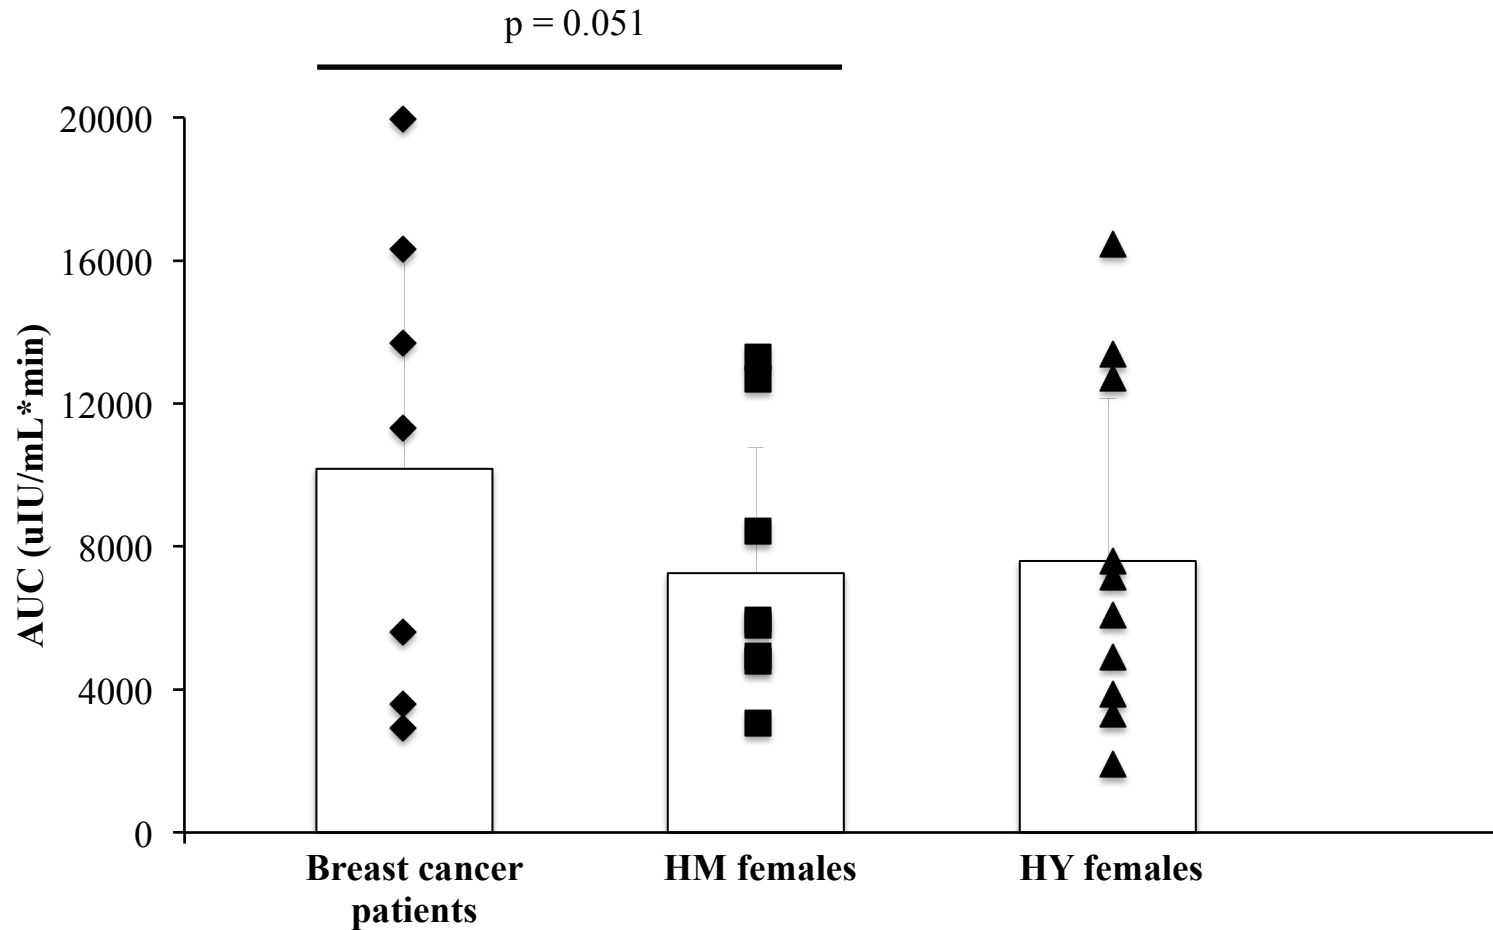 p = 0.051
20000
16000
12000
8000
4000
0
AUC (uIU/mL*min)
Breast cancer
patients
HM females
HY females